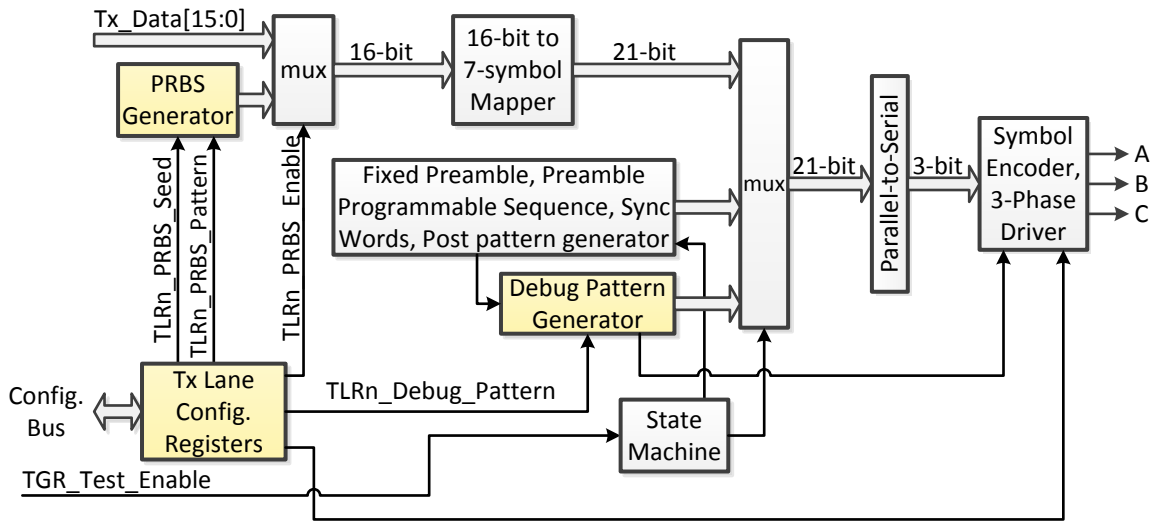 Tx_Data[15:0]
PRBS
Generator
mux
16-bit
16-bit to
7-symbol
Mapper
21-bit
TLRn_PRBS_Seed
TLRn_PRBS_Pattern
TLRn_PRBS_Enable
Fixed Preamble, Preamble
Programmable Sequence, Sync
Words, Post pattern generator
Debug Pattern
Generator
mux
21-bit
Parallel-to-Serial
3-bit
Symbol
Encoder,
3-Phase
Driver
A
B
C
Config.
Bus
Tx Lane
Config.
Registers
TLRn_Debug_Pattern
State
Machine
TGR_Test_Enable